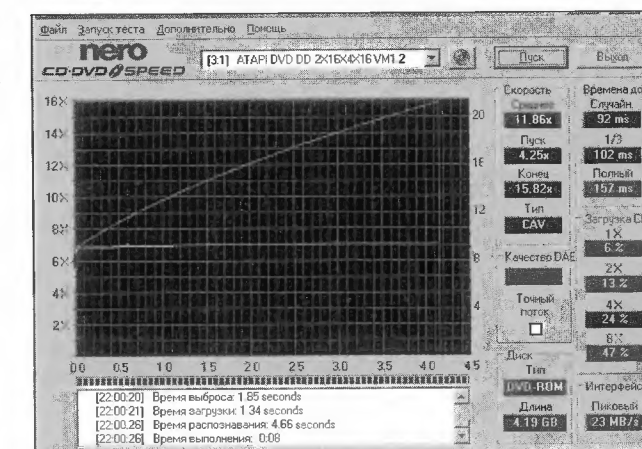 Файл Запуск теста Дополнительно Помощь
nero
CD·DVD SPEED
[3:1] ATAPI DVD DD 2X16X4X16 VM1.2
Пуск
Выход
16X
14X
12X
10X
8X
6X
4X
2X
20
16
12
8
4
0.0 0.5 1.0 1.5 2.0 2.5 3.0 3.5 4.0 4.5
Скорость
Среднее
11.86x
Пуск
4.25x
Конец
15.82x
Тип
CAV
Качество DAE
Точный
поток
Диск
Тип
DVD-ROM
Длина
4.19 GB
Времена до
Случайн.
92 ms
1/3
102 ms
Полный
157 ms
Загрузка
1X
6 %
2X
13 %
4X
24 %
8X
47 %
Интерфейс
Пиковый
23 MB/s
[22:00:20] Время выброса: 1.85 seconds
[22:00:21] Время загрузки: 1.34 seconds
[22:00:26] Время распознавания: 4.66 seconds
[22:00:26] Время выполнения: 0:08